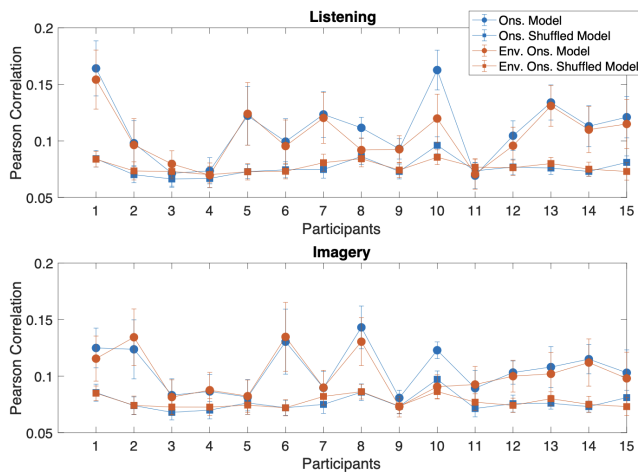 Listening
Ons. Model
Ons. Shuffled Model
Env. Ons. Model
Env. Ons. Shuffled Model
Pearson Correlation
0.2
0.15
0.1
0.05
1 2 3 4 5 6 7 8 9 10 11 12 13 14 15
Participants
Imagery
Pearson Correlation
0.2
0.15
0.1
0.05
1 2 3 4 5 6 7 8 9 10 11 12 13 14 15
Participants